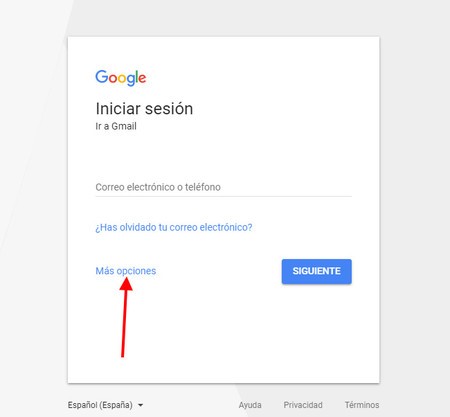 Google
Iniciar sesión
Ir a Gmail
Correo electrónico o teléfono
¿Has olvidado tu correo electrónico?
Más opciones
SIGUIENTE
Español (España)
Ayuda Privacidad Términos